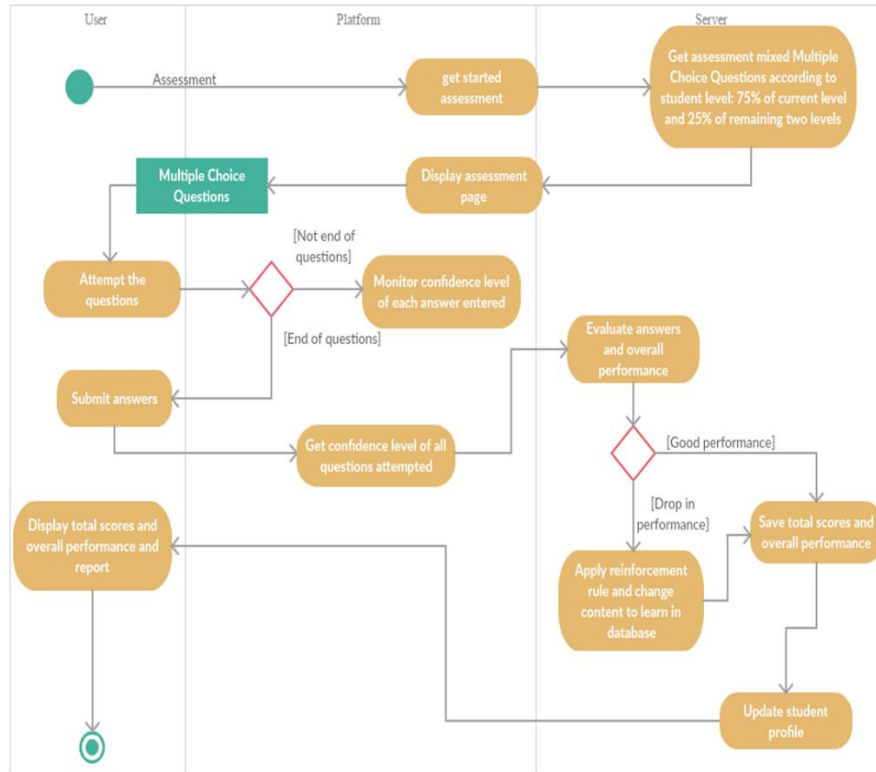 User
Platform
Server
Assessment
get started
assessment
Get assessment mixed Multiple
Choice Questions according to
student level: 75% of current level
and 25% of remaining two levels
Multiple Choice
Questions
Display assessment
page
[Not end of
questions]
Attempt the
questions
Monitor confidence level
of each answer entered
[End of questions]
Evaluate answers
and overall
performance
Submit answers
Get confidence level of all
questions attempted
[Good performance]
[Drop in
performance]
Save total scores and
overall performance
Display total scores and
overall performance and
report
Apply reinforcement
rule and change
content to learn in
database
Update student
profile